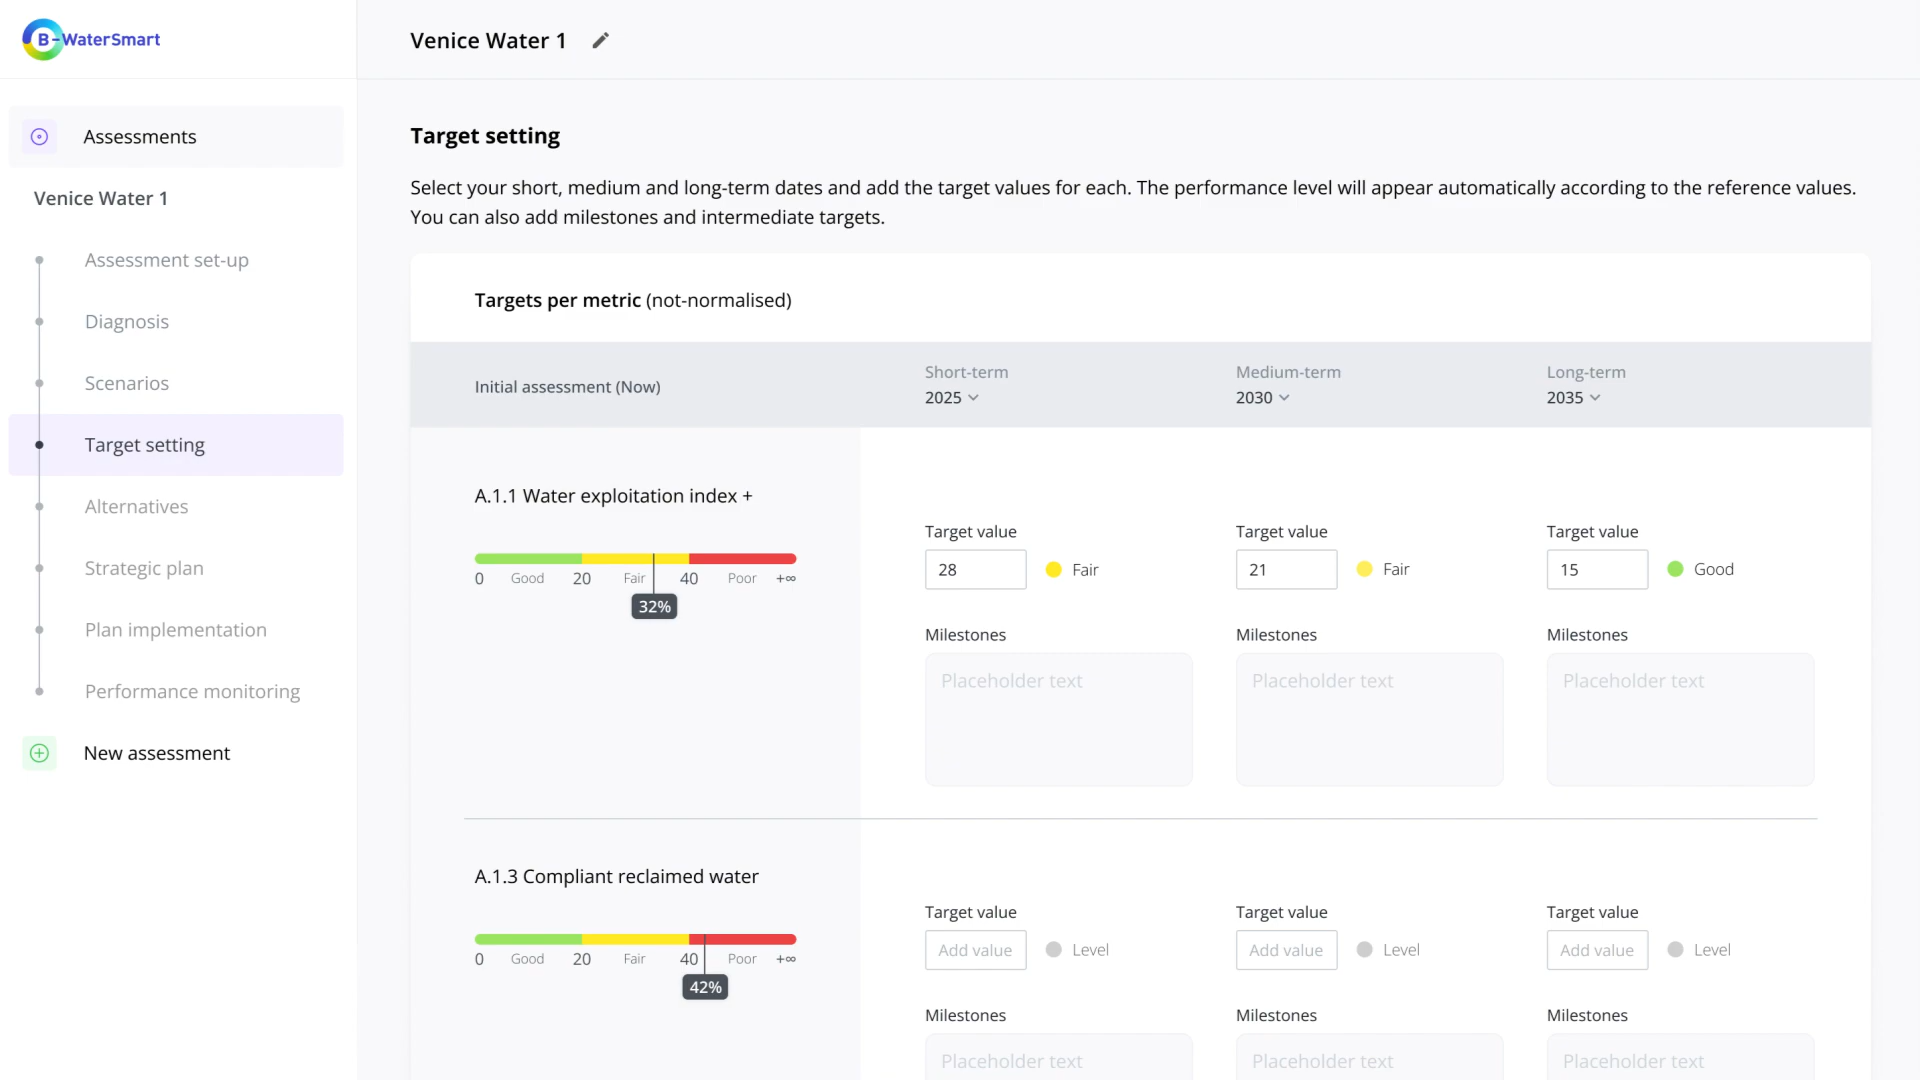 B-WaterSmart
Venice Water 1
Assessments
Venice Water 1
Assessment set-up
Diagnosis
Scenarios
Target setting
Alternatives
Strategic plan
Plan implementation
Performance monitoring
New assessment
Target setting
Select your short, medium and long-term dates and add the target values for each. The performance level will appear automatically according to the reference values.
You can also add milestones and intermediate targets.
Targets per metric (not-normalised)
Initial assessment (Now)
Short-term
2025
Medium-term
2030
Long-term
2035
A.1.1 Water exploitation index +
0 Good 20 Fair 40 Poor +∞
32%
Target value
28 Fair
Milestones
Placeholder text
Target value
21 Fair
Milestones
Placeholder text
Target value
15 Good
Milestones
Placeholder text
A.1.3 Compliant reclaimed water
0 Good 20 Fair 40 Poor +∞
42%
Target value
Add value Level
Milestones
Placeholder text
Target value
Add value Level
Milestones
Placeholder text
Target value
Add value Level
Milestones
Placeholder text